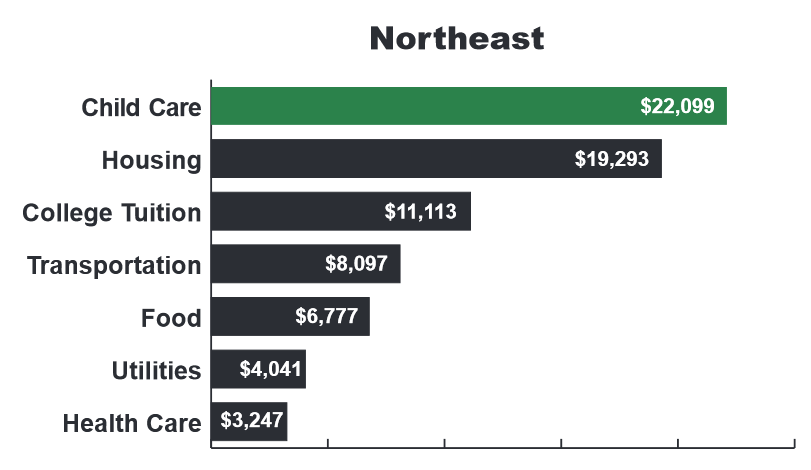 Northeast
Child Care $22,099
Housing $19,293
College Tuition $11,113
Transportation $8,097
Food $6,777
Utilities $4,041
Health Care $3,247